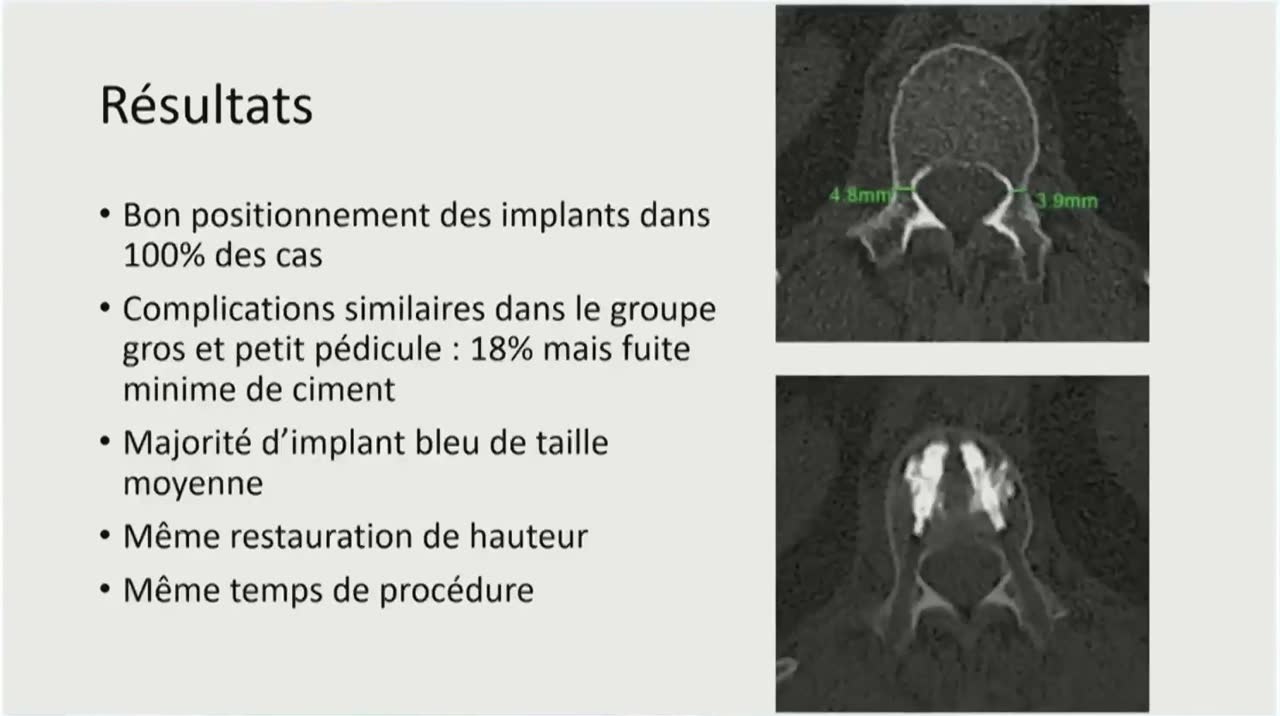 Résultats
• Bon positionnement des implants dans
100% des cas
• Complications similaires dans le groupe
gros et petit pédicule : 18% mais fuite
minime de ciment
• Majorité d’implant bleu de taille
moyenne
• Même restauration de hauteur
• Même temps de procédure
4.8mm
3.9mm